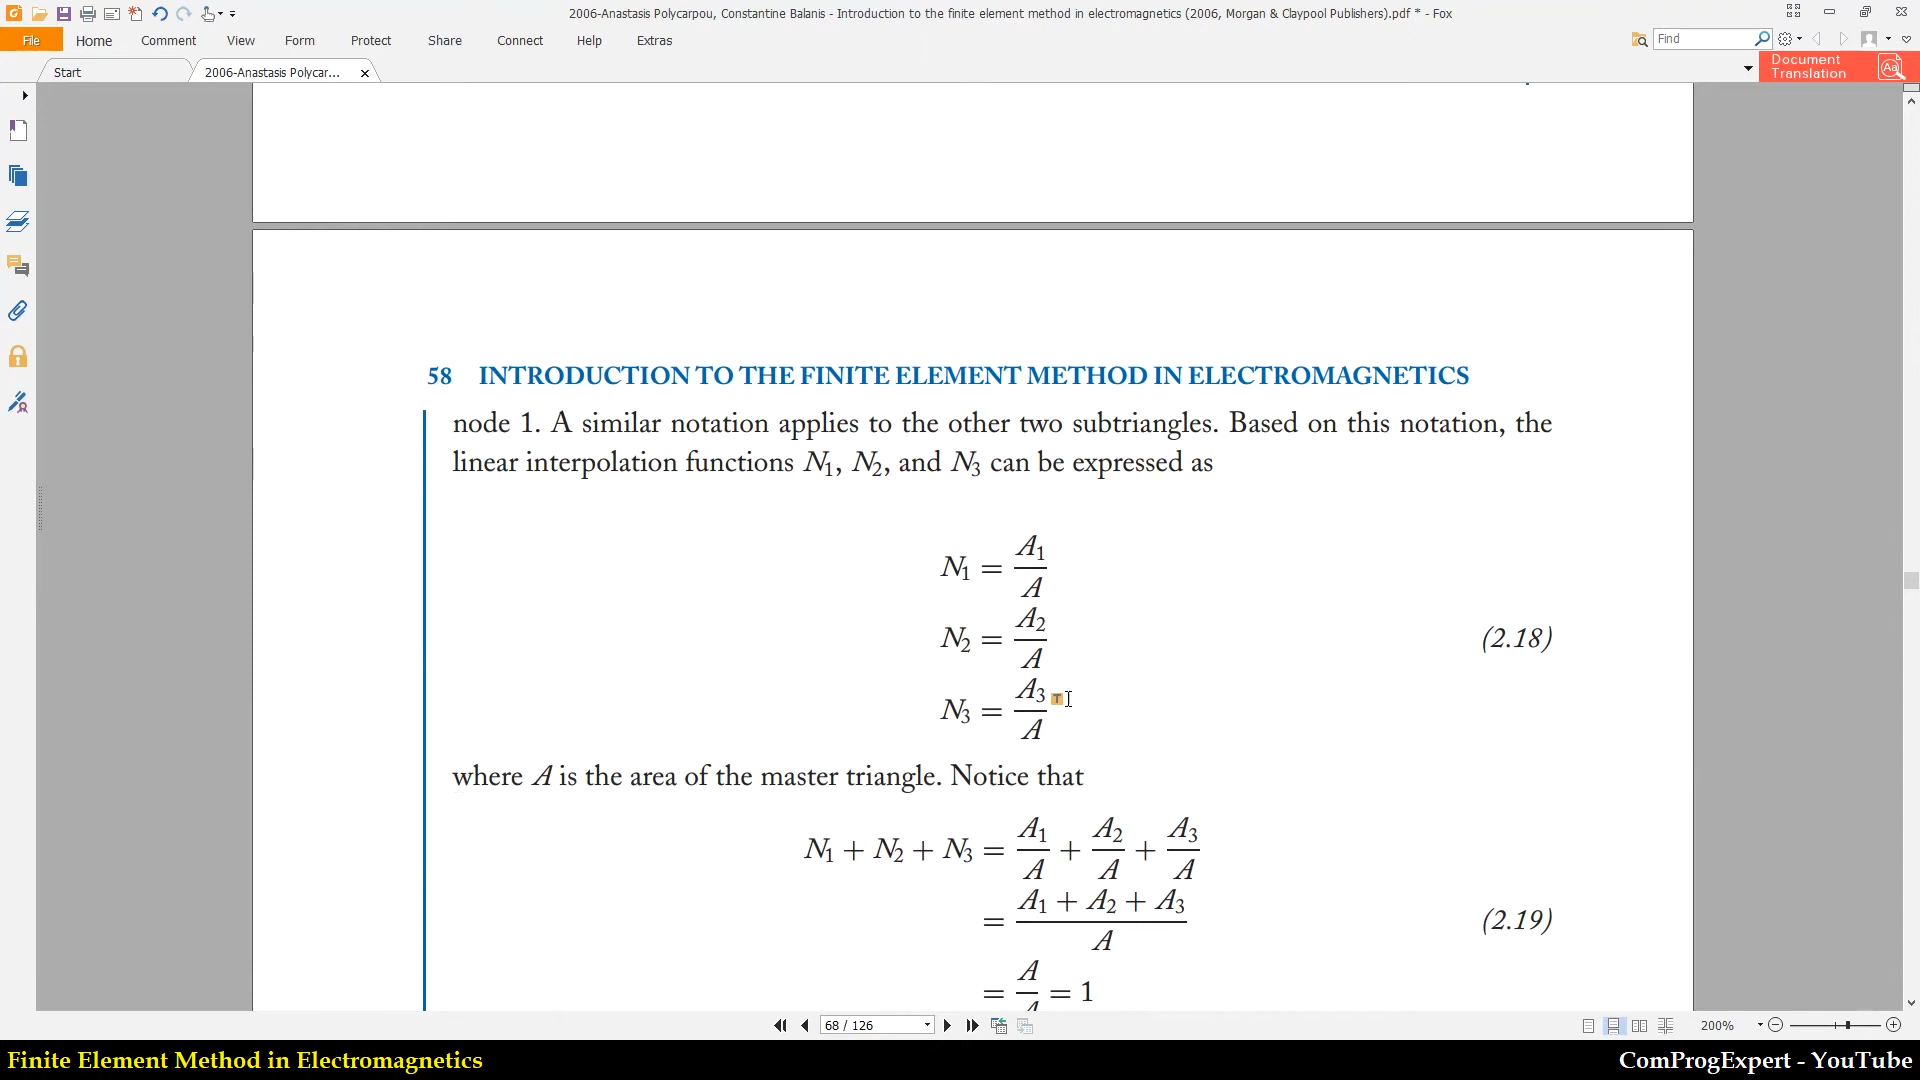 2006-Anastasis Polycarpou, Constantine Balanis - Introduction to the finite element method in electromagnetics (2006, Morgan & Claypool Publishers).pdf * - Fox
File Home Comment View Form Protect Share Connect Help Extras
Find
Start
2006-Anastasis Polycar...
Document
Translation
58 INTRODUCTION TO THE FINITE ELEMENT METHOD IN ELECTROMAGNETICS
node 1. A similar notation applies to the other two subtriangles. Based on this notation, the
linear interpolation functions N₁, N₂, and N₃ can be expressed as
N₁ = A₁/A
N₂ = A₂/A (2.18)
N₃ = A₃/A
where A is the area of the master triangle. Notice that
N₁ + N₂ + N₃ = A₁/A + A₂/A + A₃/A
= (A₁ + A₂ + A₃)/A (2.19)
= A/A = 1
68 / 126
200%
Finite Element Method in Electromagnetics
ComProgExpert - YouTube